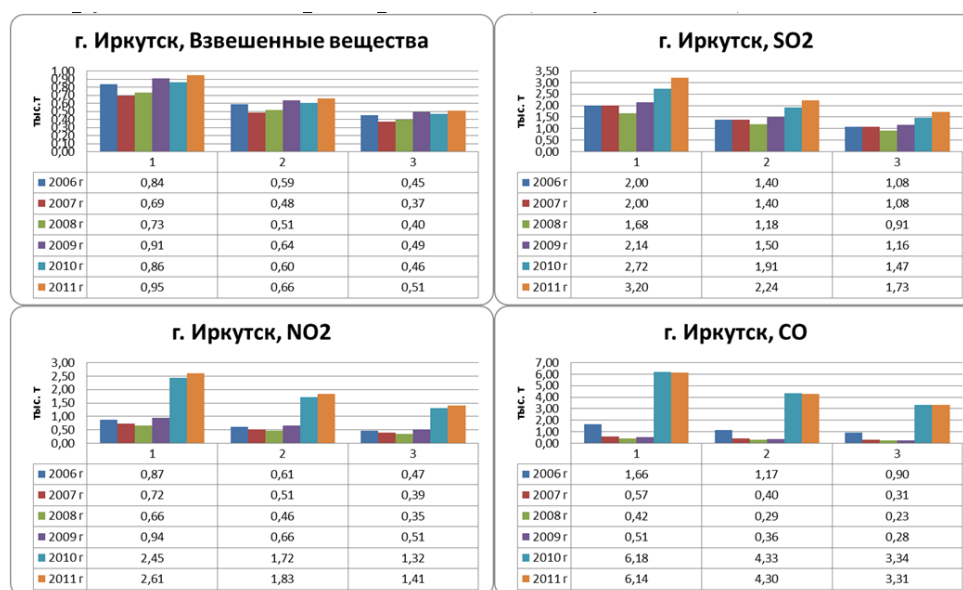 г. Иркутск, Взвешенные вещества
тыс. т
1,00
0,90
0,80
0,70
0,60
0,50
0,40
0,30
0,20
0,10
0,00
1 2 3
2006 г 0,84 0,59 0,45
2007 г 0,69 0,48 0,37
2008 г 0,73 0,51 0,40
2009 г 0,91 0,64 0,49
2010 г 0,86 0,60 0,46
2011 г 0,95 0,66 0,51
г. Иркутск, SO2
тыс. т
3,50
3,00
2,50
2,00
1,50
1,00
0,50
0,00
1 2 3
2006 г 2,00 1,40 1,08
2007 г 2,00 1,40 1,08
2008 г 1,68 1,18 0,91
2009 г 2,14 1,50 1,16
2010 г 2,72 1,91 1,47
2011 г 3,20 2,24 1,73
г. Иркутск, NO2
тыс. т
3,00
2,50
2,00
1,50
1,00
0,50
0,00
1 2 3
2006 г 0,87 0,61 0,47
2007 г 0,72 0,51 0,39
2008 г 0,66 0,46 0,35
2009 г 0,94 0,66 0,51
2010 г 2,45 1,72 1,32
2011 г 2,61 1,83 1,41
г. Иркутск, CO
тыс. т
7,00
6,00
5,00
4,00
3,00
2,00
1,00
0,00
1 2 3
2006 г 1,66 1,17 0,90
2007 г 0,57 0,40 0,31
2008 г 0,42 0,29 0,23
2009 г 0,51 0,36 0,28
2010 г 6,18 4,33 3,34
2011 г 6,14 4,30 3,31